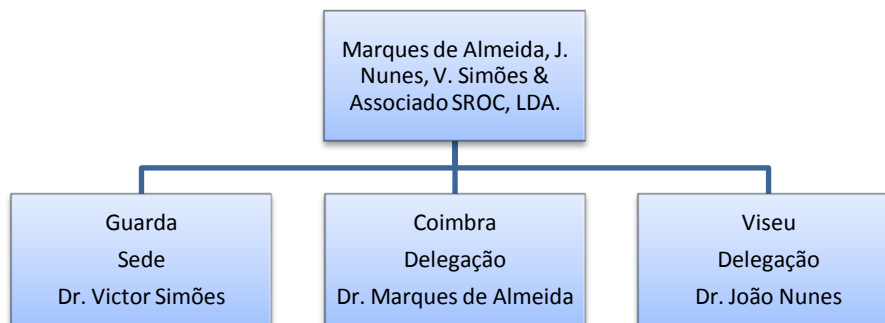 Marques de Almeida, J.
Nunes, V. Simões &
Associado SROC, LDA.
Guarda
Sede
Dr. Victor Simões
Coimbra
Delegação
Dr. Marques de Almeida
Viseu
Delegação
Dr. João Nunes